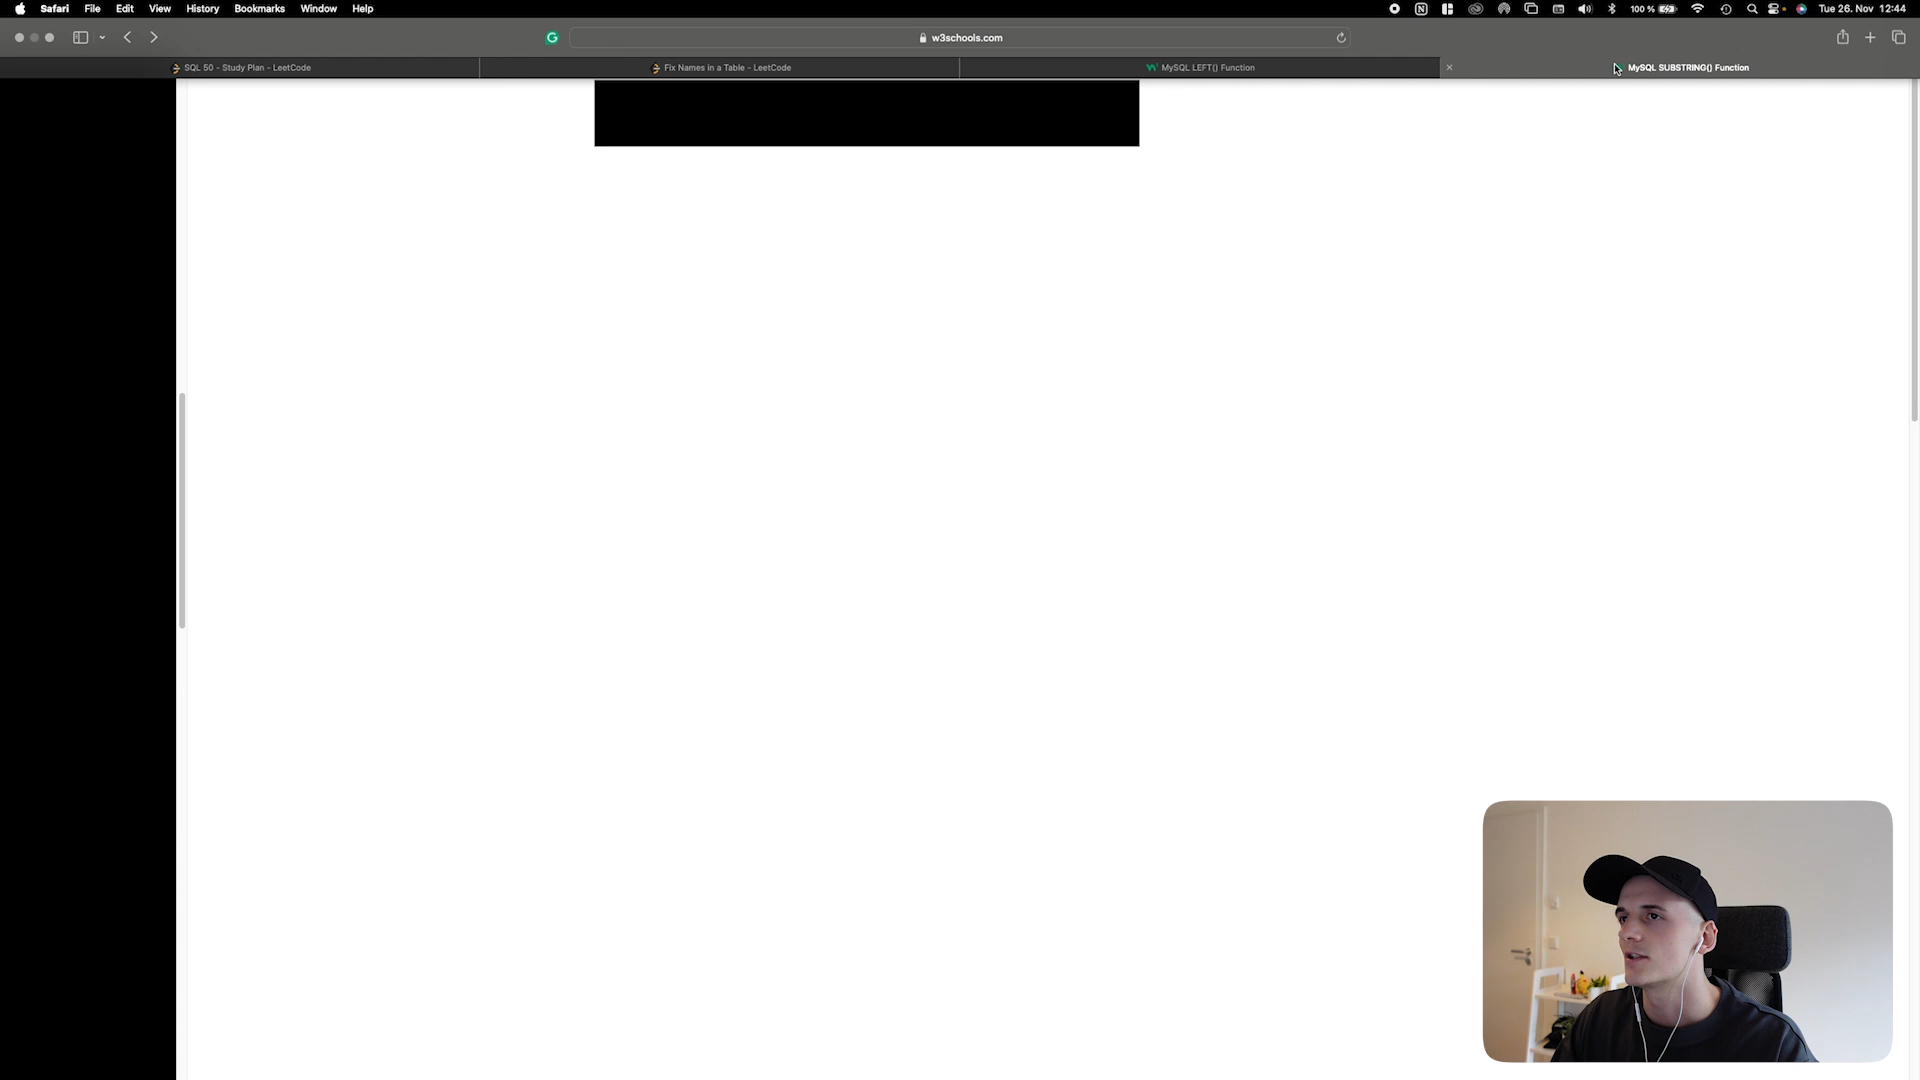 Safari File Edit View History Bookmarks Window Help 100 % Tue 26. Nov 12:44
w3schools.com
SQL 50 - Study Plan - LeetCode
Fix Names in a Table - LeetCode
MySQL LEFT() Function
MySQL SUBSTRING() Function